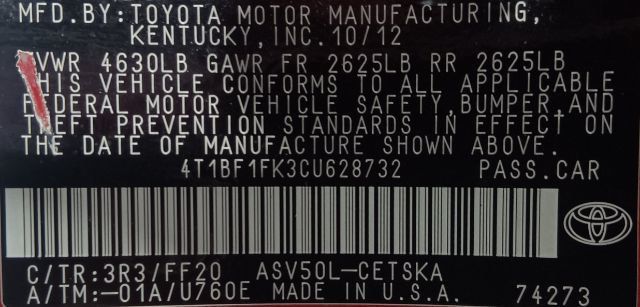 MFD.BY:TOYOTA MOTOR MANUFACTURING,
KENTUCKY,INC.10/12
GVWR 4630LB GAWR FR 2625LB RR 2625LB
THIS VEHICLE CONFORMS TO ALL APPLICABLE
FEDERAL MOTOR VEHICLE SAFETY,BUMPER,AND
THEFT PREVENTION STANDARDS IN EFFECT ON
THE DATE OF MANUFACTURE SHOWN ABOVE.
4T1BF1FK3CU628732 PASS.CAR
C/TR:3R3/FF20 ASV50L-CETSKA
A/TM:-01A/U760E MADE IN U.S.A. 74273